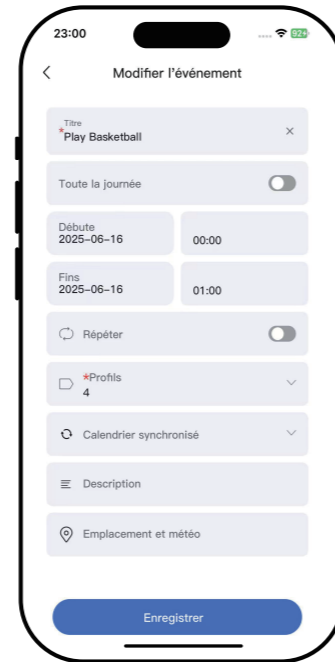 23:00
92
Modifier l'événement
Titre
*Play Basketball
Toute la journée
Débute
2025-06-16
00:00
Fins
2025-06-16
01:00
Répéter
*Profils
4
Calendrier synchronisé
Description
Emplacement et météo
Enregistrer